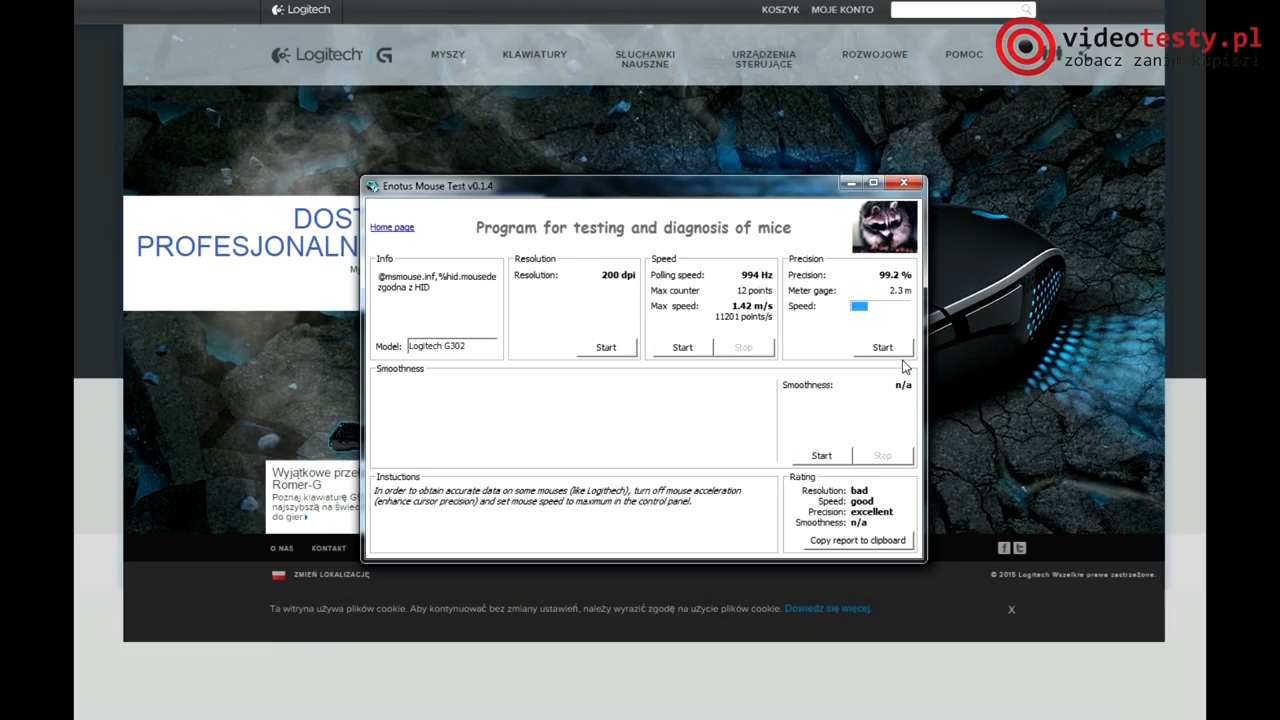 Logitech
KOSZYK MOJE KONTO
videotesty.pl
zobacz zanim kupisz!
Logitech G MYSZY KLAWIATURY SŁUCHAWKI NAUSZNE URZĄDZENIA STERUJĄCE ROZWOJOWE POMOC
DOST
PROFESJONALN
Enotus Mouse Test v0.1.4
Home page
Program for testing and diagnosis of mice
Info
@msmouse.inf,%hid.mousede
zgodna z HID
Model: Logitech G302
Resolution
Resolution: 200 dpi
Start
Speed
Polling speed: 994 Hz
Max counter 12 points
Max speed: 1.42 m/s
11201 points/s
Start Stop
Precision
Precision: 99.2 %
Meter gage: 2.3 m
Speed:
Start
Smoothness
Smoothness: n/a
Start Stop
Instuctions
In order to obtain accurate data on some mouses (like Logithech), turn off mouse acceleration
(enhance cursor precision) and set mouse speed to maximum in the control panel.
Rating
Resolution: bad
Speed: good
Precision: excellent
Smoothness: n/a
Copy report to clipboard
Wyjątkowe prze
Romer-G
Poznaj klawiaturę G9
najszybszą na świec
do gier
O NAS KONTAKT
f t
ZMIEŃ LOKALIZACJĘ
© 2015 Logitech Wszelkie prawa zastrzeżone.
Ta witryna używa plików cookie. Aby kontynuować bez zmiany ustawień, należy wyrazić zgodę na użycie plików cookie. Dowiedz się więcej.
X